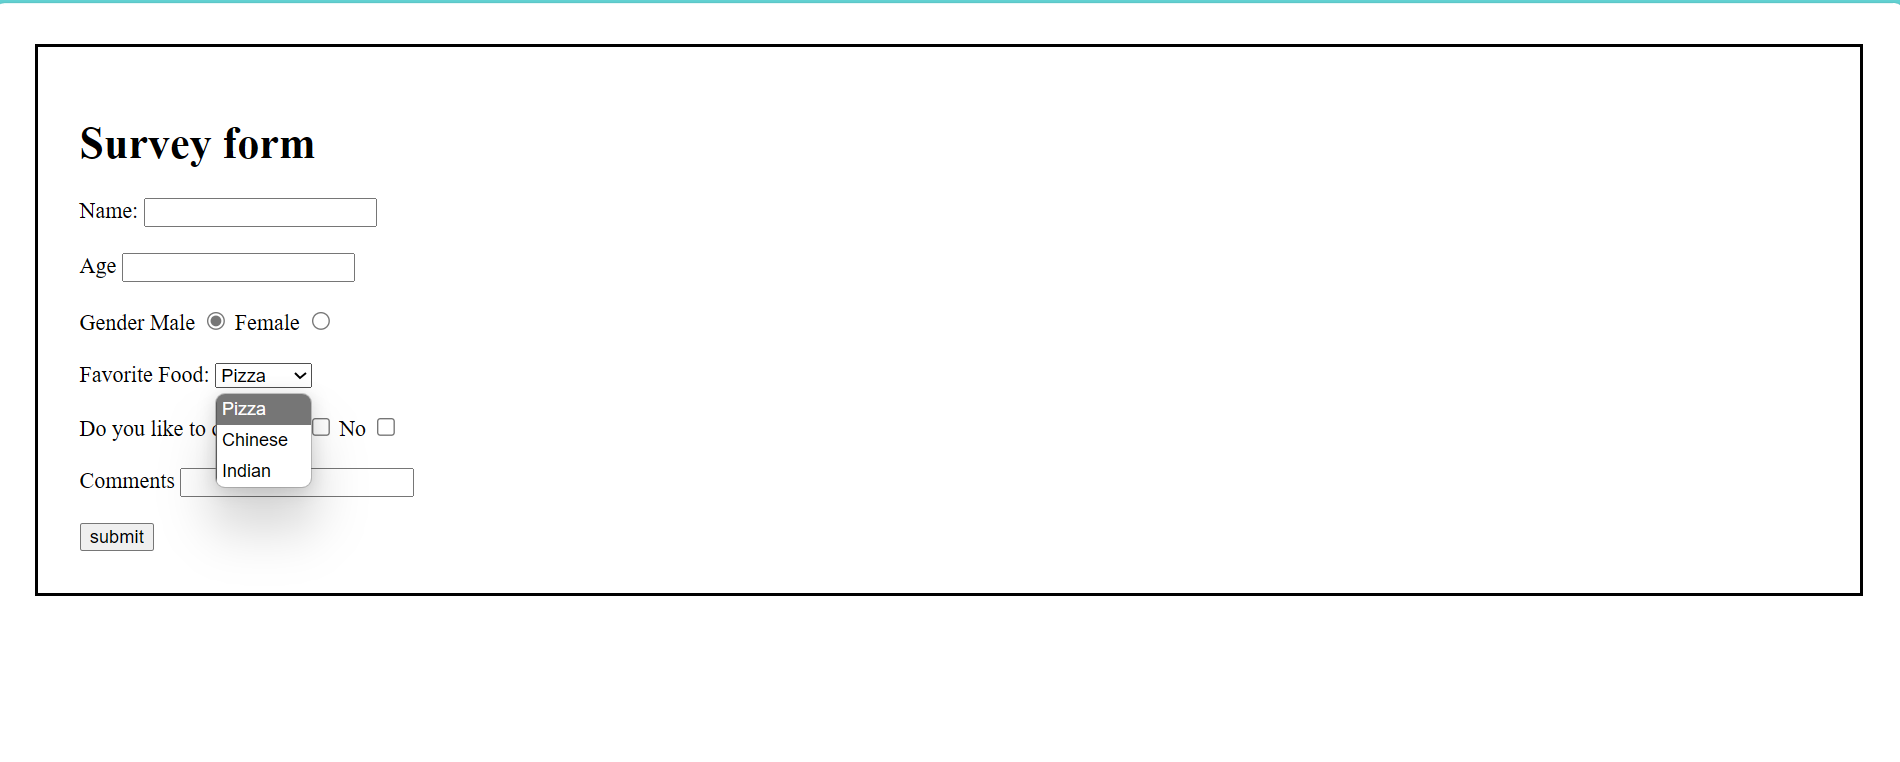 Survey form
Name:
Age
Gender Male Female
Favorite Food: Pizza
Pizza
Chinese
Indian
Do you like to No
Comments
submit